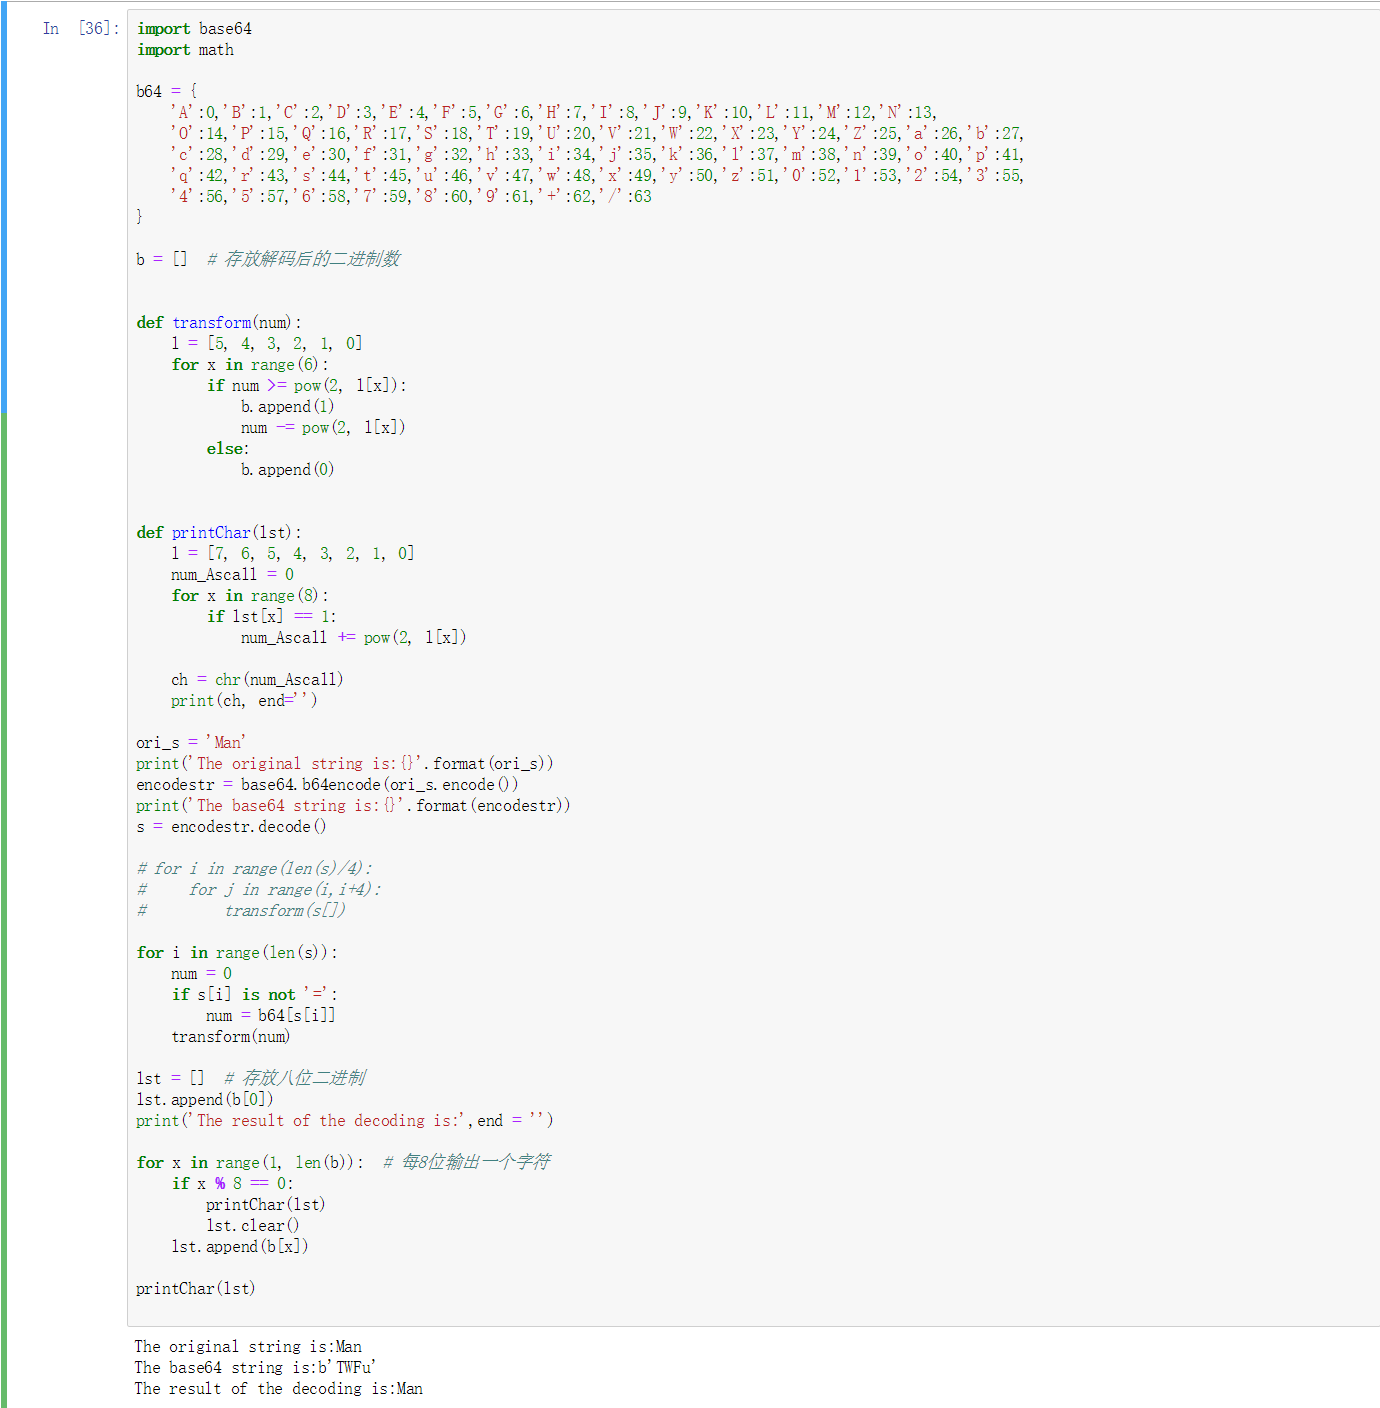 In [36]:
import base64
import math
b64 = {
    'A':0,'B':1,'C':2,'D':3,'E':4,'F':5,'G':6,'H':7,'I':8,'J':9,'K':10,'L':11,'M':12,'N':13,
    'O':14,'P':15,'Q':16,'R':17,'S':18,'T':19,'U':20,'V':21,'W':22,'X':23,'Y':24,'Z':25,'a':26,'b':27,
    'c':28,'d':29,'e':30,'f':31,'g':32,'h':33,'i':34,'j':35,'k':36,'l':37,'m':38,'n':39,'o':40,'p':41,
    'q':42,'r':43,'s':44,'t':45,'u':46,'v':47,'w':48,'x':49,'y':50,'z':51,'0':52,'1':53,'2':54,'3':55,
    '4':56,'5':57,'6':58,'7':59,'8':60,'9':61,'+':62,'/':63
}
b = []  # 存放解码后的二进制数
def transform(num):
    l = [5, 4, 3, 2, 1, 0]
    for x in range(6):
        if num >= pow(2, l[x]):
            b.append(1)
            num -= pow(2, l[x])
        else:
            b.append(0)
def printChar(lst):
    l = [7, 6, 5, 4, 3, 2, 1, 0]
    num_Ascall = 0
    for x in range(8):
        if lst[x] == 1:
            num_Ascall += pow(2, l[x])
    ch = chr(num_Ascall)
    print(ch, end='')
ori_s = 'Man'
print('The original string is:{}'.format(ori_s))
encodestr = base64.b64encode(ori_s.encode())
print('The base64 string is:{}'.format(encodestr))
s = encodestr.decode()
# for i in range(len(s)/4):
#     for j in range(i,i+4):
#         transform(s[])
for i in range(len(s)):
    num = 0
    if s[i] is not '=':
        num = b64[s[i]]
    transform(num)
lst = []  # 存放八位二进制
lst.append(b[0])
print('The result of the decoding is:',end = '')
for x in range(1, len(b)):  # 每8位输出一个字符
    if x % 8 == 0:
        printChar(lst)
        lst.clear()
    lst.append(b[x])
printChar(lst)
The original string is:Man
The base64 string is:b'TWFu'
The result of the decoding is:Man